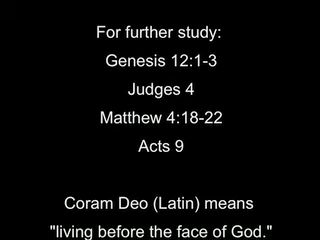 For further study:
Genesis 12:1-3
Judges 4
Matthew 4:18-22
Acts 9
Coram Deo (Latin) means
"living before the face of God."